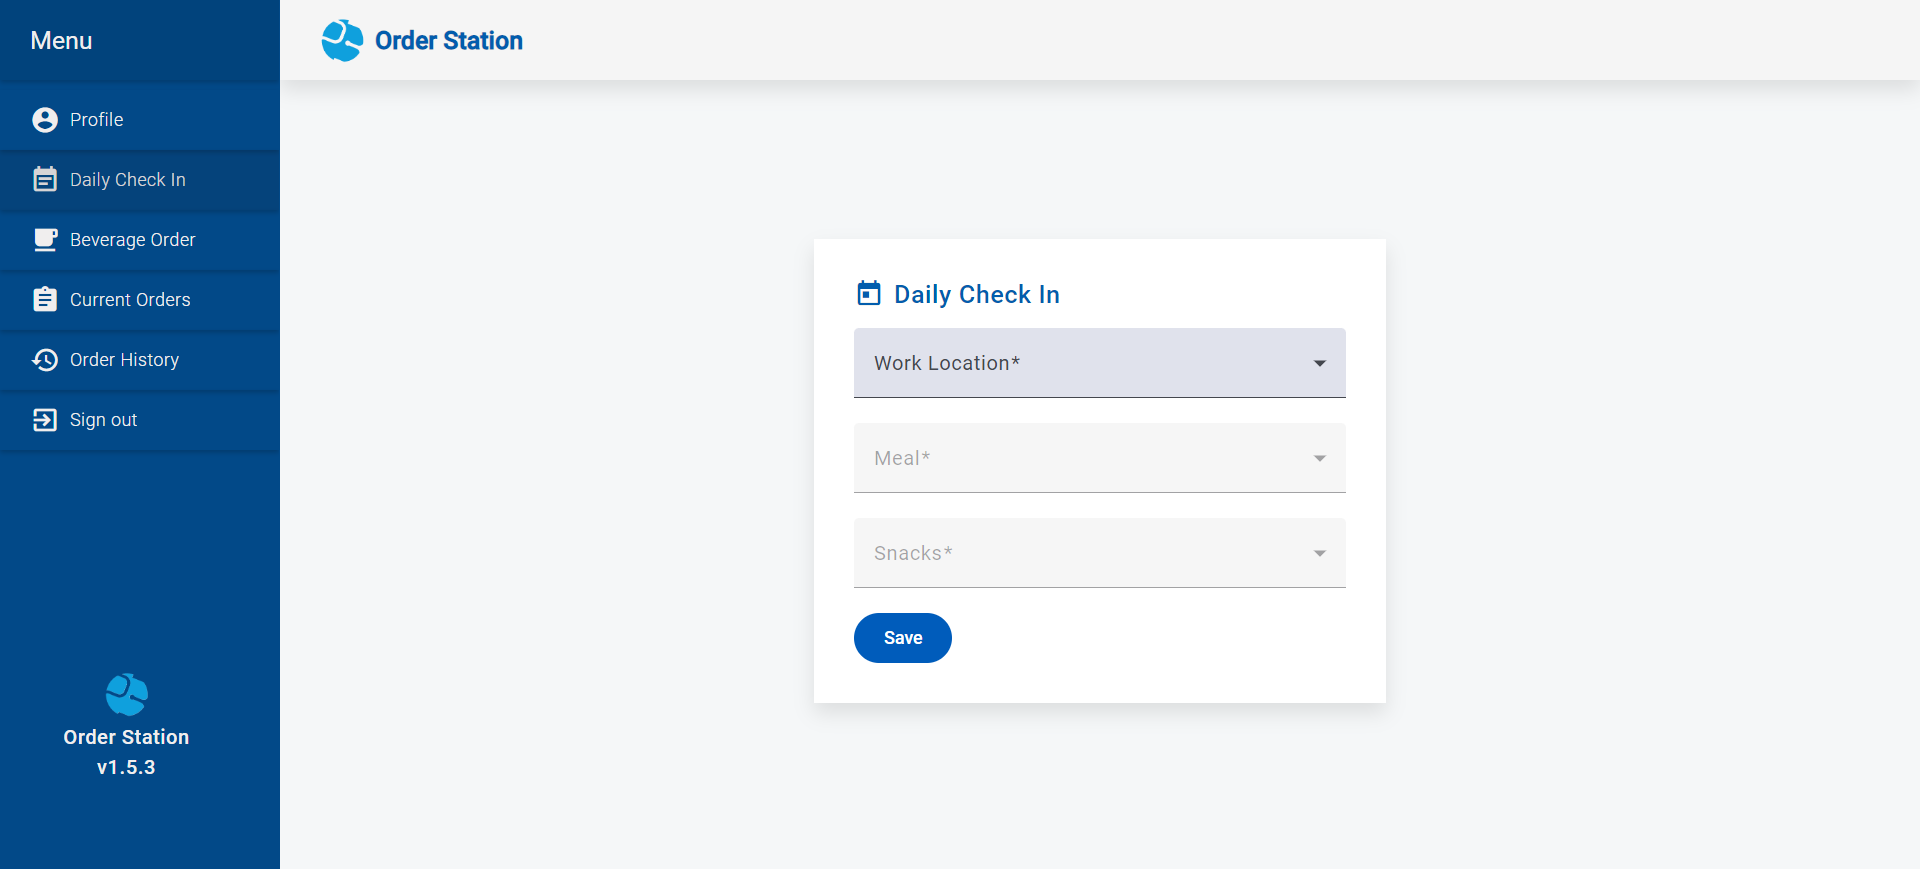 Menu
Order Station
Profile
Daily Check In
Beverage Order
Current Orders
Order History
Sign out
Order Station
v1.5.3
Daily Check In
Work Location*
Meal*
Snacks*
Save